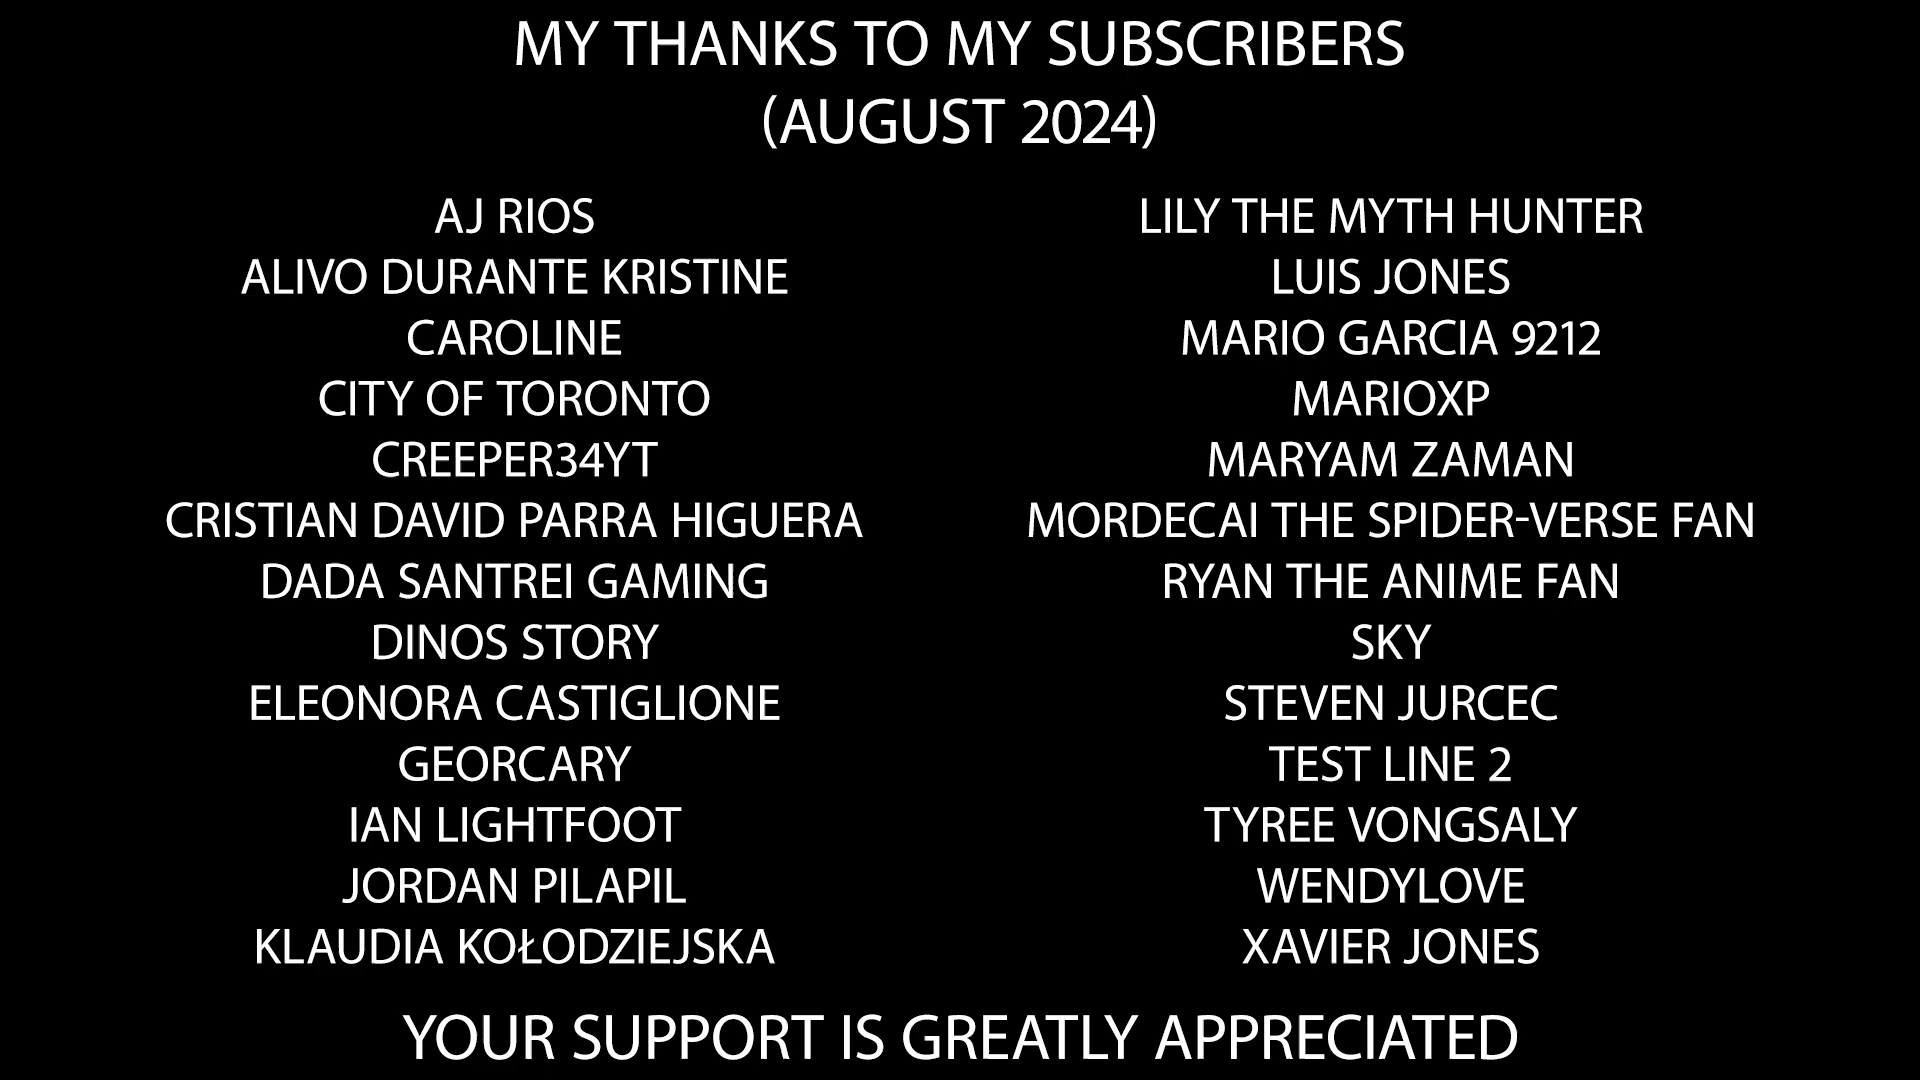 MY THANKS TO MY SUBSCRIBERS
(AUGUST 2024)
AJ RIOS
ALIVO DURANTE KRISTINE
CAROLINE
CITY OF TORONTO
CREEPER34YT
CRISTIAN DAVID PARRA HIGUERA
DADA SANTREI GAMING
DINOS STORY
ELEONORA CASTIGLIONE
GEORCARY
IAN LIGHTFOOT
JORDAN PILAPIL
KLAUDIA KOŁODZIEJSKA
LILY THE MYTH HUNTER
LUIS JONES
MARIO GARCIA 9212
MARIOXP
MARYAM ZAMAN
MORDECAI THE SPIDER-VERSE FAN
RYAN THE ANIME FAN
SKY
STEVEN JURCEC
TEST LINE 2
TYREE VONGSALY
WENDYLOVE
XAVIER JONES
YOUR SUPPORT IS GREATLY APPRECIATED